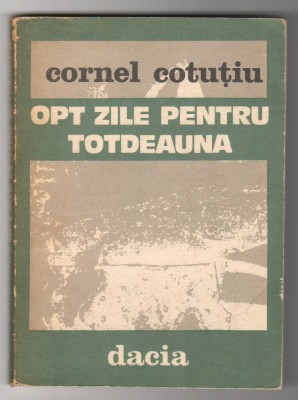 cornel cotuțiu
OPT ZILE PENTRU
TOTDEAUNA
dacia